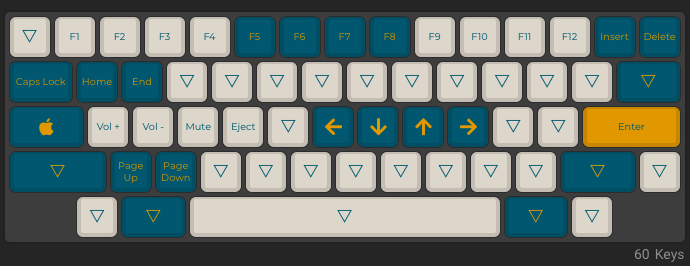 F1 F2 F3 F4 F5 F6 F7 F8 F9 F10 F11 F12 Insert Delete
Caps Lock Home End
Vol + Vol - Mute Eject Enter
Page Up Page Down
60 Keys